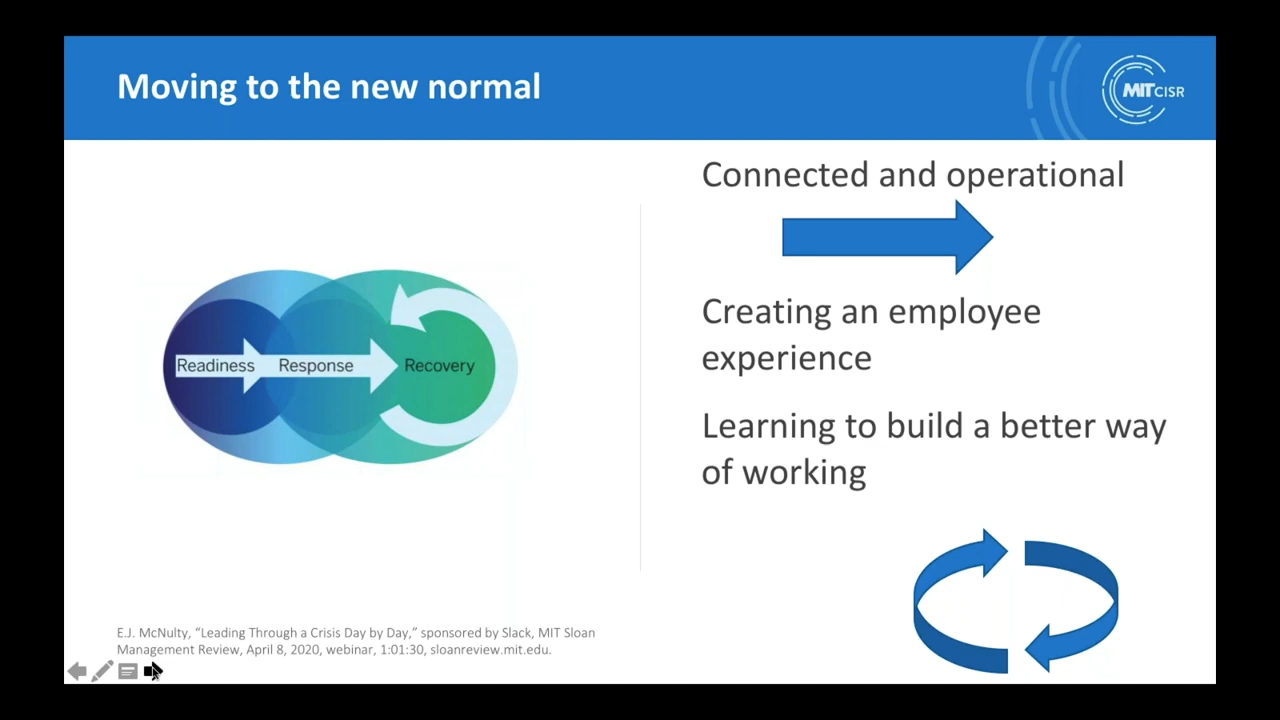 Moving to the new normal
MIT CISR
Readiness Response Recovery
Connected and operational
Creating an employee
experience
Learning to build a better way
of working
E.J. McNulty, “Leading Through a Crisis Day by Day,” sponsored by Slack, MIT Sloan
Management Review, April 8, 2020, webinar, 1:01:30, sloanreview.mit.edu.